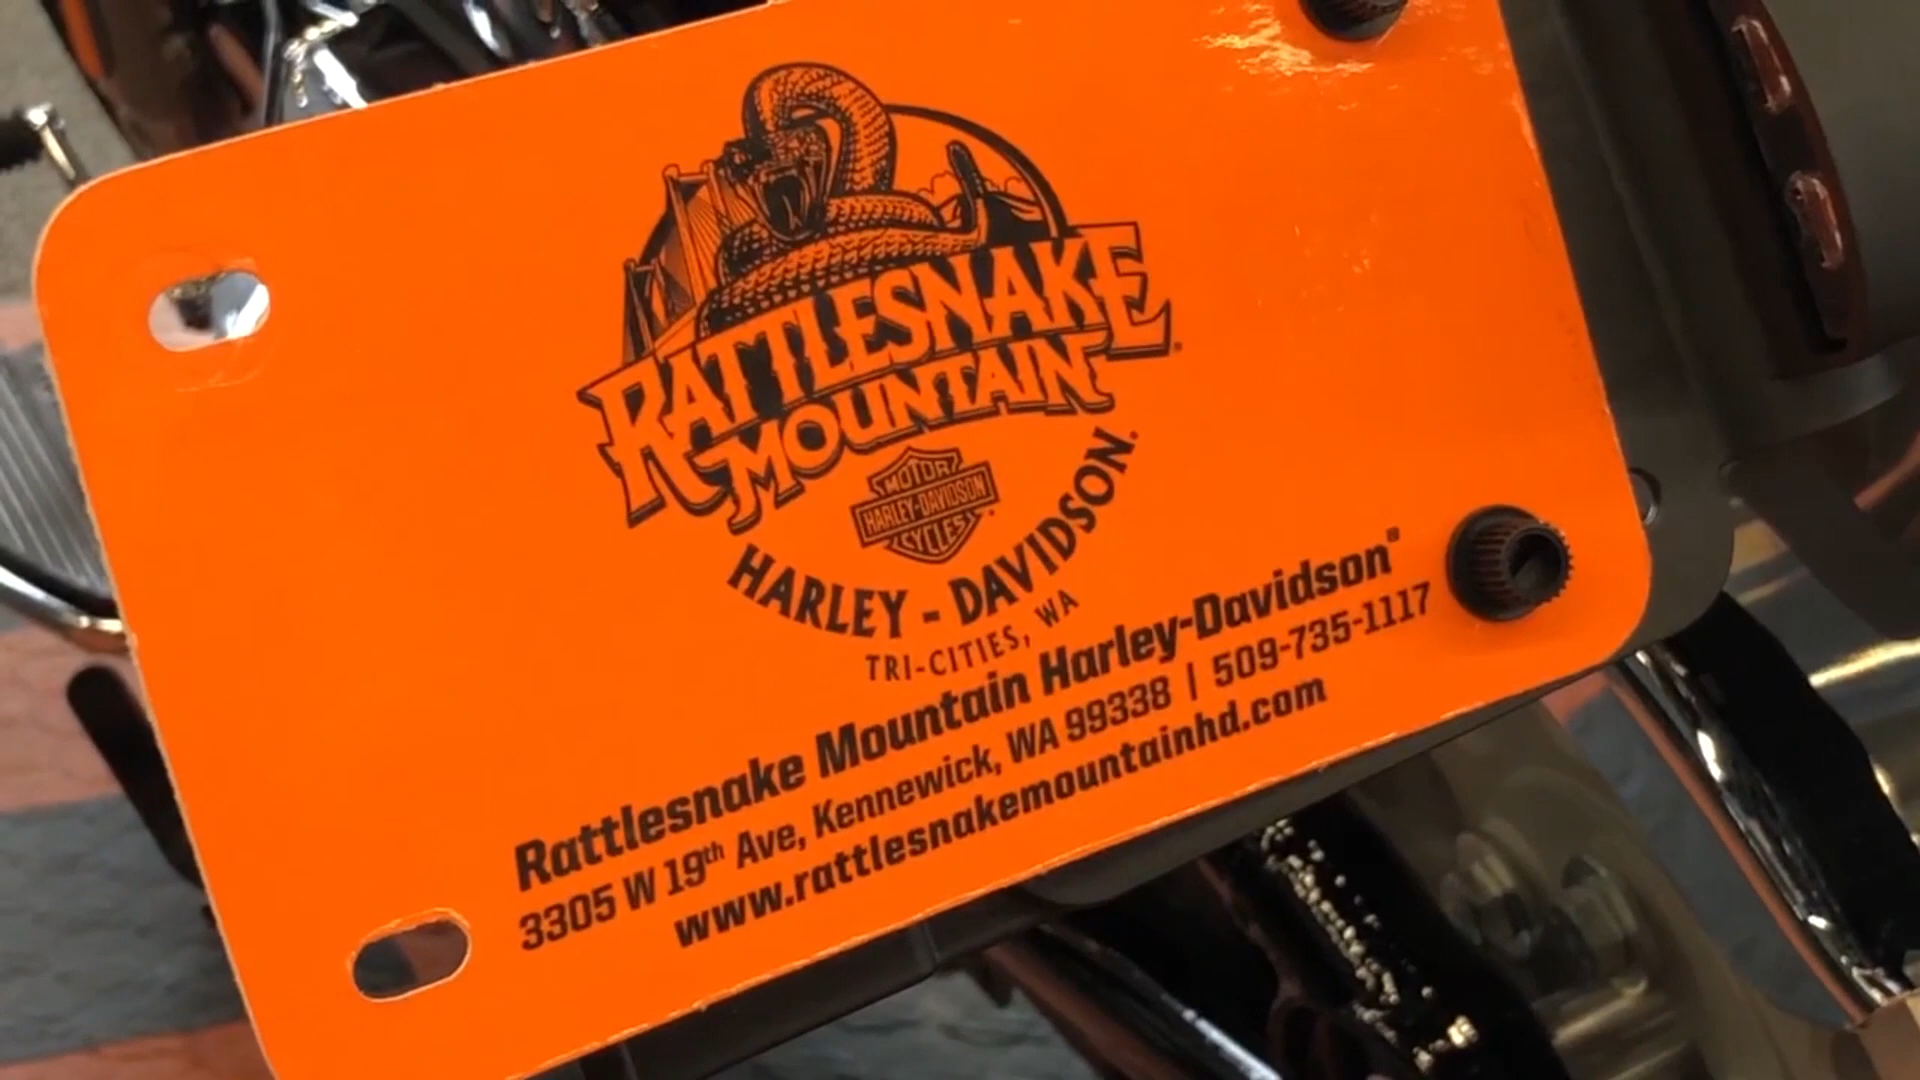 RATTLESNAKE
MOUNTAIN
MOTOR
HARLEY-DAVIDSON
CYCLES
HARLEY - DAVIDSON.
TRI-CITIES, WA
Rattlesnake Mountain Harley-Davidson®
3305 W 19th Ave, Kennewick, WA 99338 | 509-735-1117
www.rattlesnakemountainhd.com